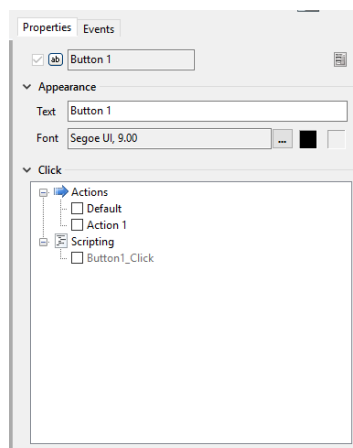 Properties Events
ab Button 1
Appearance
Text Button 1
Font Segoe UI, 9.00 ...
Click
Actions
Default
Action 1
Scripting
Button1_Click